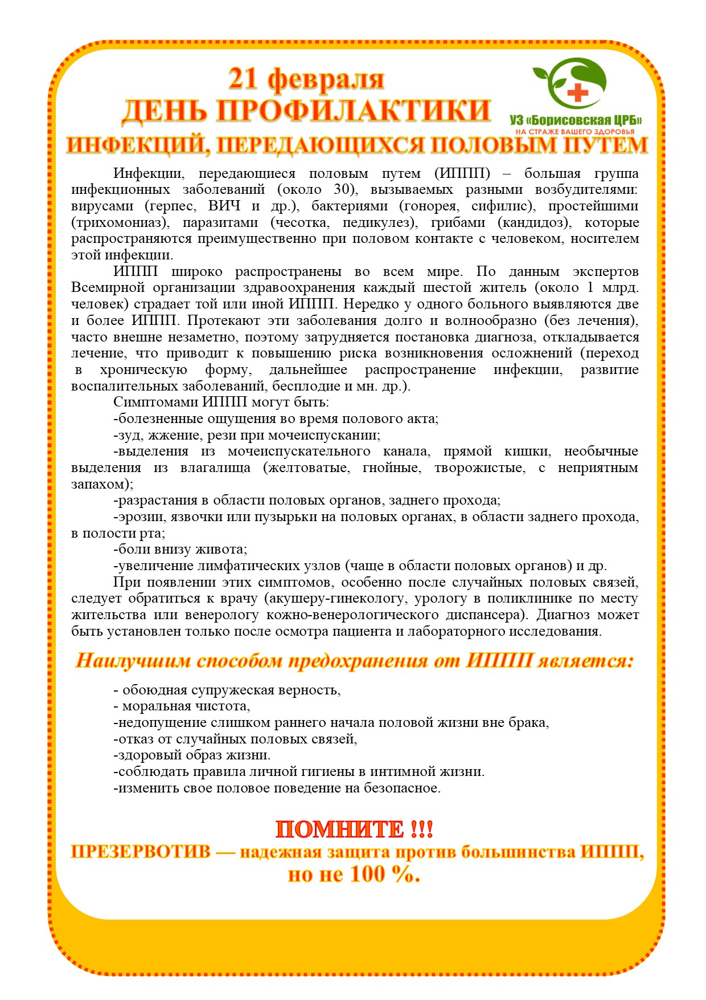 21 февраля
ДЕНЬ ПРОФИЛАКТИКИ
УЗ «Борисовская ЦРБ»
НА СТРАЖЕ ВАШЕГО ЗДОРОВЬЯ
ИНФЕКЦИЙ, ПЕРЕДАЮЩИХСЯ ПОЛОВЫМ ПУТЕМ
Инфекции, передающиеся половым путем (ИППП) – большая группа
инфекционных заболеваний (около 30), вызываемых разными возбудителями:
вирусами (герпес, ВИЧ и др.), бактериями (гонорея, сифилис), простейшими
(трихомониаз), паразитами (чесотка, педикулез), грибами (кандидоз), которые
распространяются преимущественно при половом контакте с человеком, носителем
этой инфекции.
ИППП широко распространены во всем мире. По данным экспертов
Всемирной организации здравоохранения каждый шестой житель (около 1 млрд.
человек) страдает той или иной ИППП. Нередко у одного больного выявляются две
и более ИППП. Протекают эти заболевания долго и волнообразно (без лечения),
часто внешне незаметно, поэтому затрудняется постановка диагноза, откладывается
лечение, что приводит к повышению риска возникновения осложнений (переход
в хроническую форму, дальнейшее распространение инфекции, развитие
воспалительных заболеваний, бесплодие и мн. др.).
Симптомами ИППП могут быть:
-болезненные ощущения во время полового акта;
-зуд, жжение, рези при мочеиспускании;
-выделения из мочеиспускательного канала, прямой кишки, необычные
выделения из влагалища (желтоватые, гнойные, творожистые, с неприятным
запахом);
-разрастания в области половых органов, заднего прохода;
-эрозии, язвочки или пузырьки на половых органах, в области заднего прохода,
в полости рта;
-боли внизу живота;
-увеличение лимфатических узлов (чаще в области половых органов) и др.
При появлении этих симптомов, особенно после случайных половых связей,
следует обратиться к врачу (акушеру-гинекологу, урологу в поликлинике по месту
жительства или венерологу кожно-венерологического диспансера). Диагноз может
быть установлен только после осмотра пациента и лабораторного исследования.
Наилучшим способом предохранения от ИППП является:
- обоюдная супружеская верность,
- моральная чистота,
-недопущение слишком раннего начала половой жизни вне брака,
-отказ от случайных половых связей,
-здоровый образ жизни.
-соблюдать правила личной гигиены в интимной жизни.
-изменить свое половое поведение на безопасное.
ПОМНИТЕ !!!
ПРЕЗЕРВОТИВ — надежная защита против большинства ИППП,
но не 100 %.